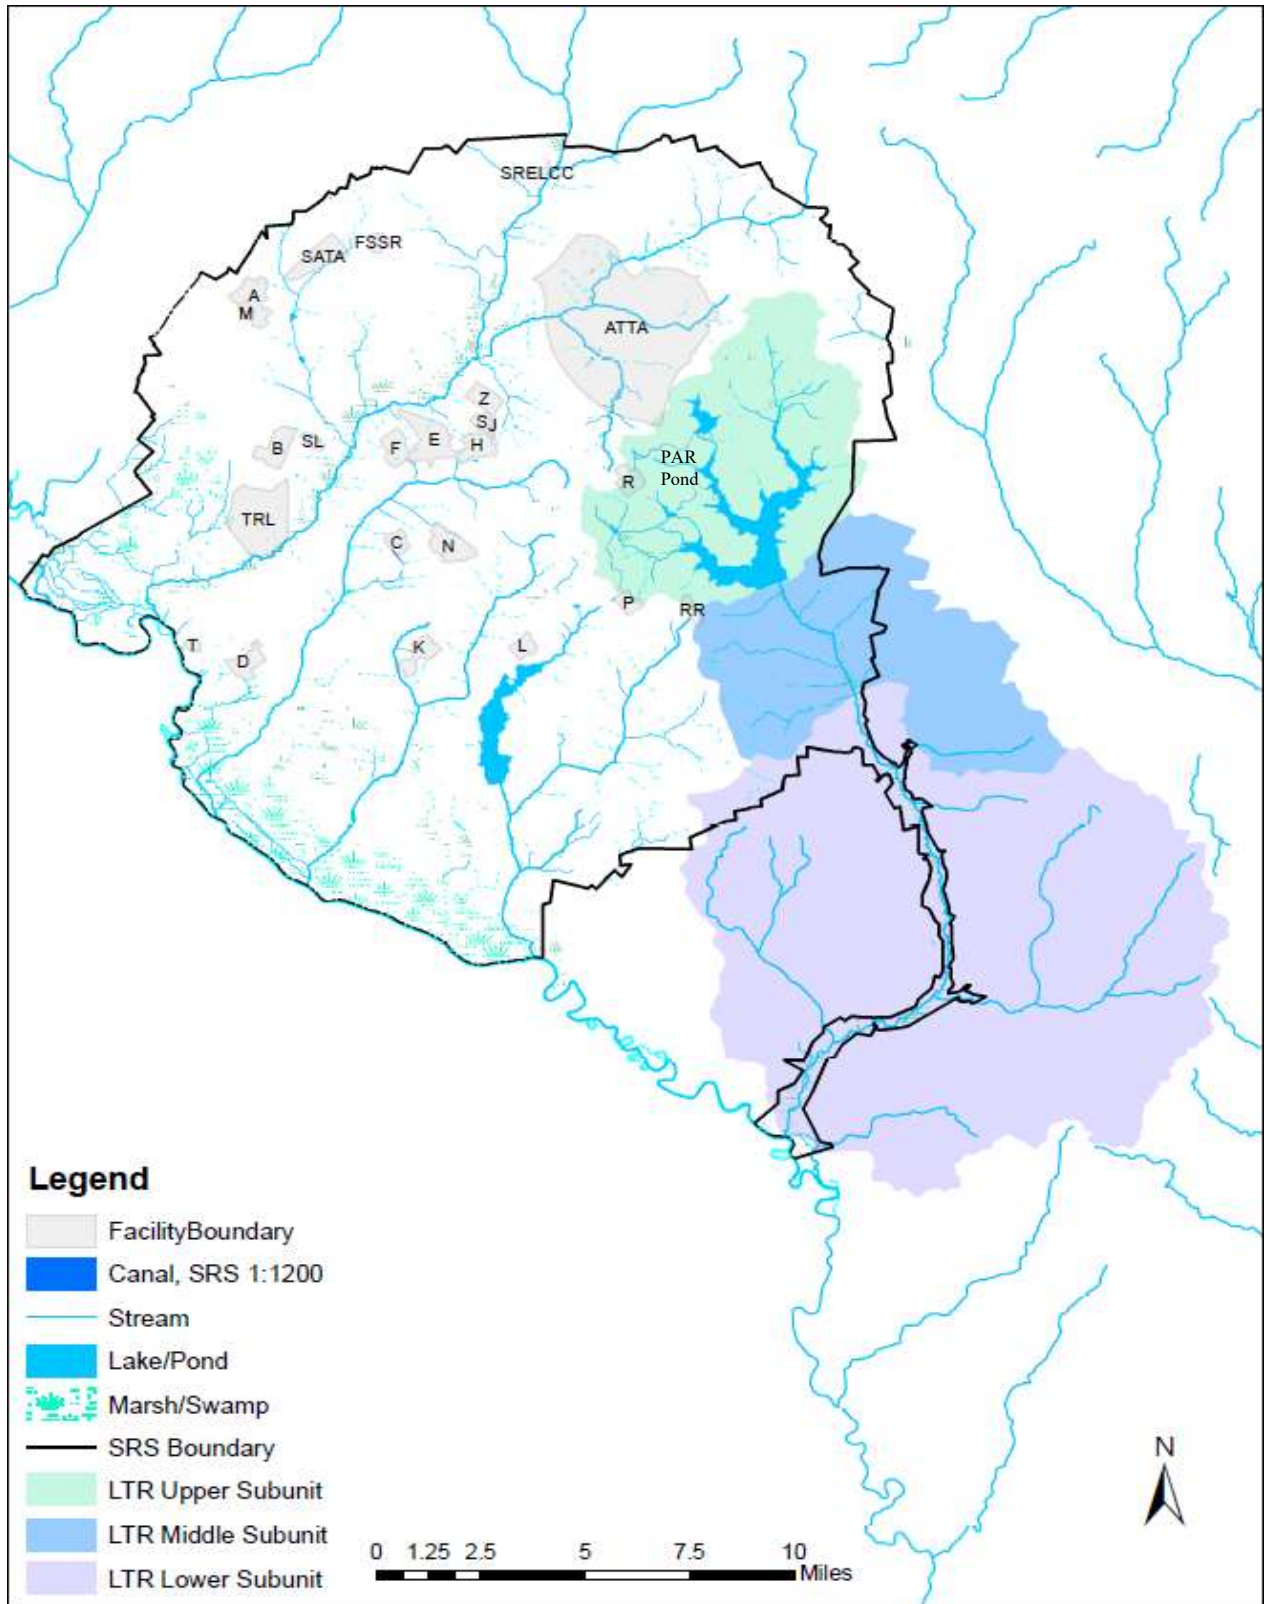 SRELCC
FSSR
SATA
A
M
ATTA
Z
S
J
F
E
H
B
SL
PAR
Pond
R
TRL
C
N
P
RR
T
D
K
L
Legend
FacilityBoundary
Canal, SRS 1:1200
Stream
Lake/Pond
Marsh/Swamp
SRS Boundary
LTR Upper Subunit
LTR Middle Subunit
LTR Lower Subunit
0 1.25 2.5 5 7.5 10
Miles
N